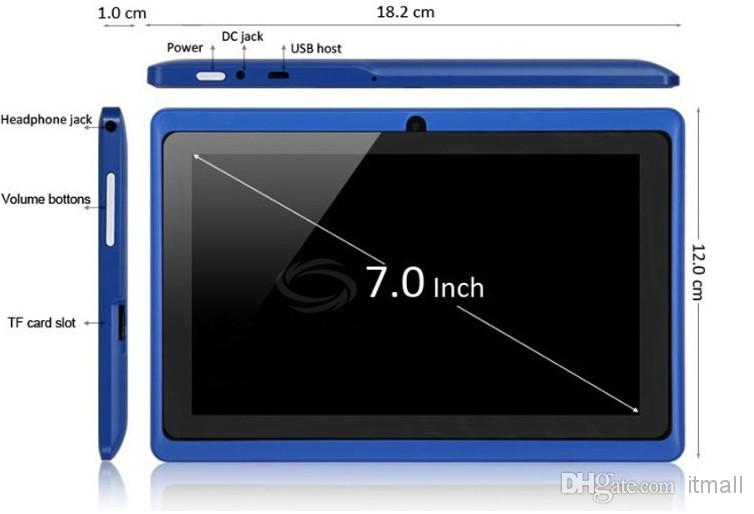 1.0 cm
18.2 cm
Power
DC jack
USB host
Headphone jack
Volume bottons
TF card slot
7.0 Inch
12.0 cm
DHgate.com
itmall